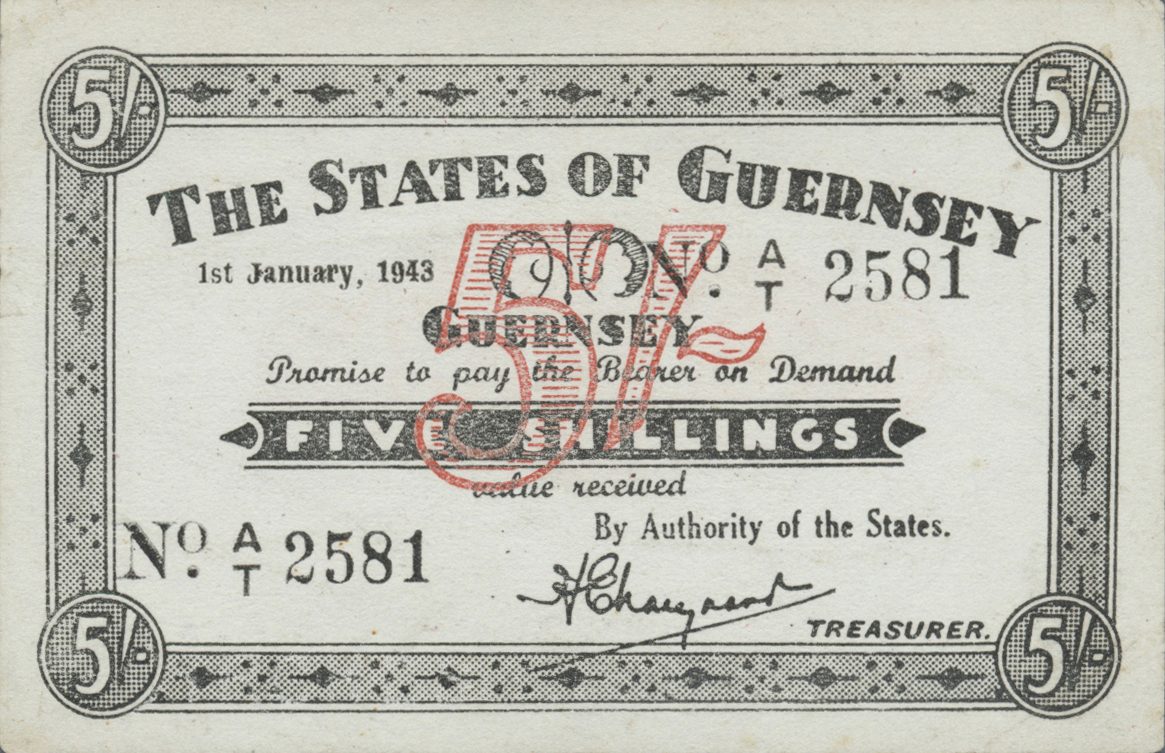 5/- 5/-
THE STATES OF GUERNSEY
1st January, 1943 5/- No. A/T 2581
GUERNSEY
Promise to pay the Bearer on Demand
FIVE SHILLINGS
value received
By Authority of the States.
No. A/T 2581
TREASURER.
5/- 5/-